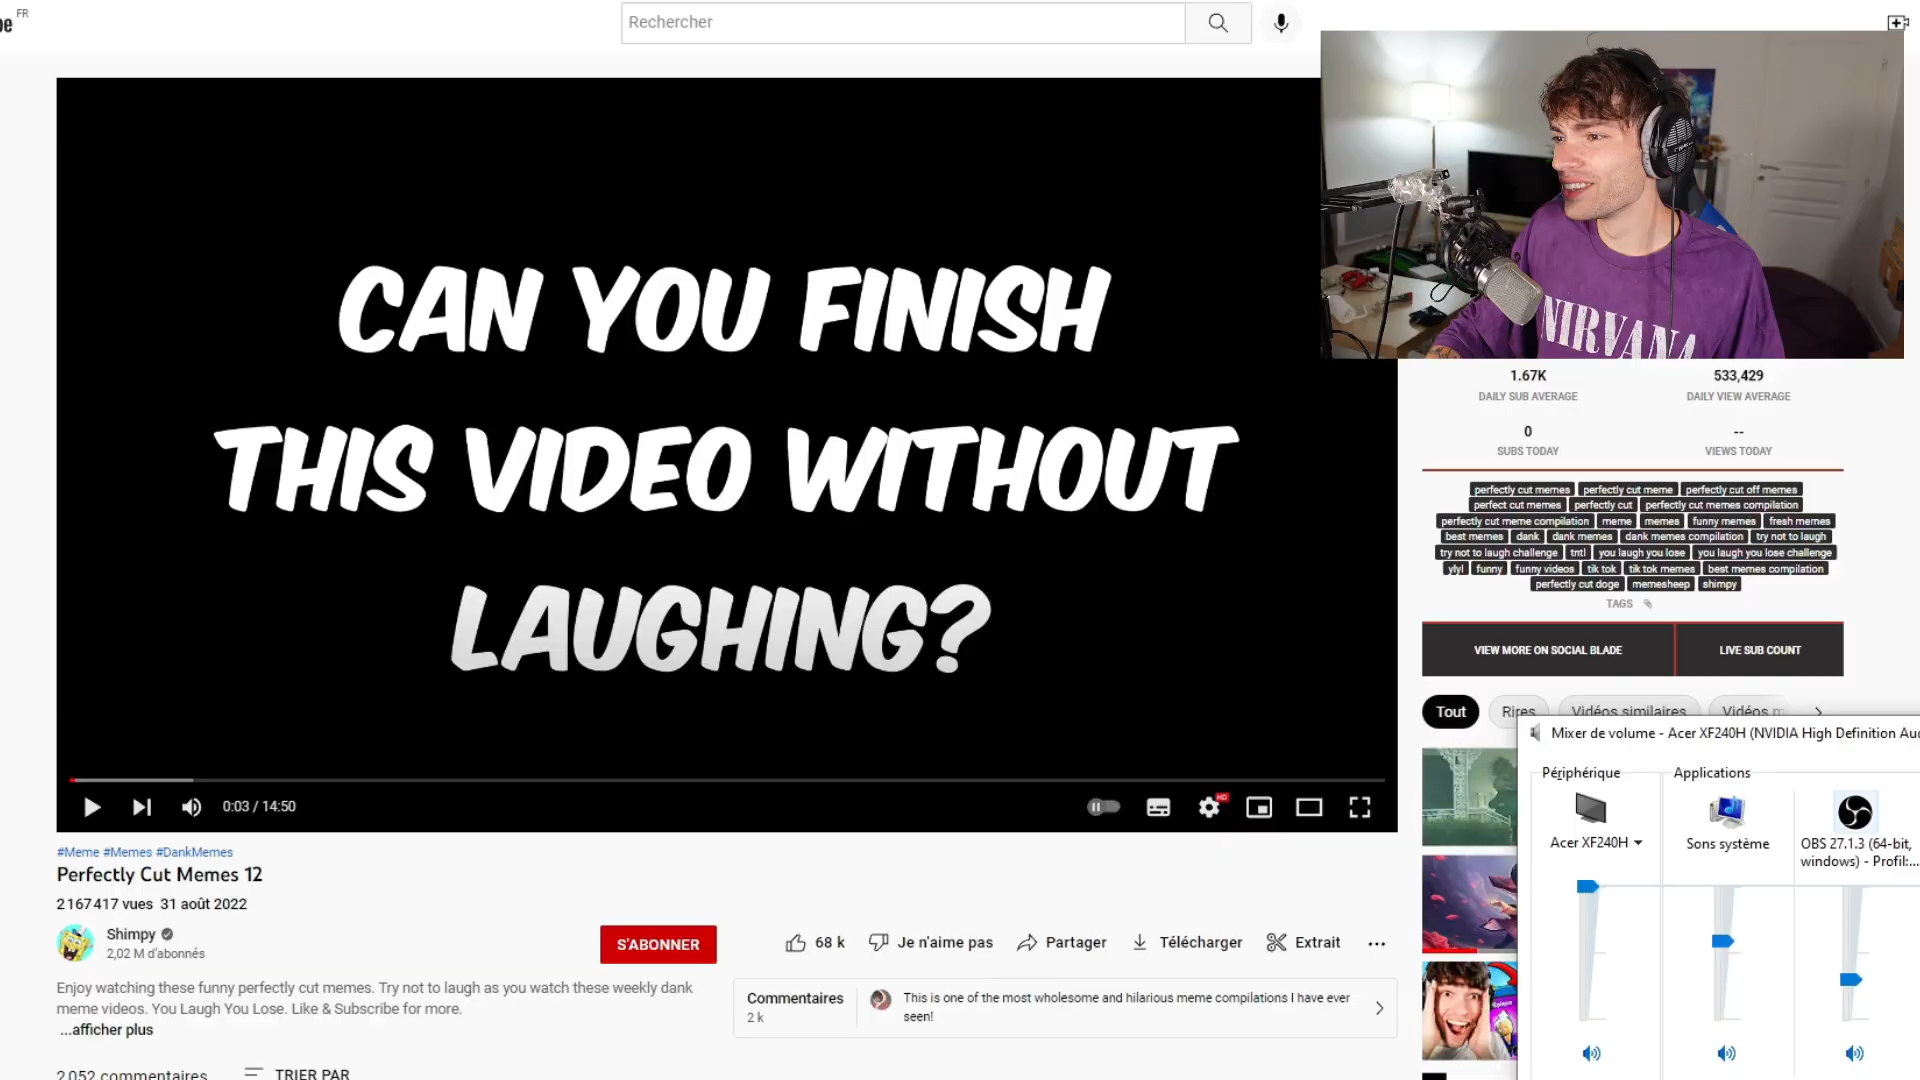 be FR
Rechercher
CAN YOU FINISH
THIS VIDEO WITHOUT
LAUGHING?
NIRVANA
0:03 / 14:50
HD
#Meme #Memes #DankMemes
Perfectly Cut Memes 12
2 167 417 vues 31 août 2022
Shimpy
2,02 M d'abonnés
S'ABONNER
68 k
Je n'aime pas
Partager
Télécharger
Extrait
Enjoy watching these funny perfectly cut memes. Try not to laugh as you watch these weekly dank
meme videos. You Laugh You Lose. Like & Subscribe for more.
...afficher plus
Commentaires
2 k
This is one of the most wholesome and hilarious meme compilations I have ever
seen!
2 052 commentaires
TRIER PAR
1.67K 533,429
DAILY SUB AVERAGE DAILY VIEW AVERAGE
0 --
SUBS TODAY VIEWS TODAY
perfectly cut memes perfectly cut meme perfectly cut off memes
perfect cut memes perfectly cut perfectly cut memes compilation
perfectly cut meme compilation meme memes funny memes fresh memes
best memes dank dank memes dank memes compilation try not to laugh
try not to laugh challenge tntl you laugh you lose you laugh you lose challenge
ylyl funny funny videos tik tok tik tok memes best memes compilation
perfectly cut doge memesheep shimpy
TAGS
VIEW MORE ON SOCIAL BLADE LIVE SUB COUNT
Tout Rires Vidéos similaires Vidéos
Mixer de volume - Acer XF240H (NVIDIA High Definition Au
Périphérique Applications
Acer XF240H Sons système OBS 27.1.3 (64-bit,
windows) - Profil:...